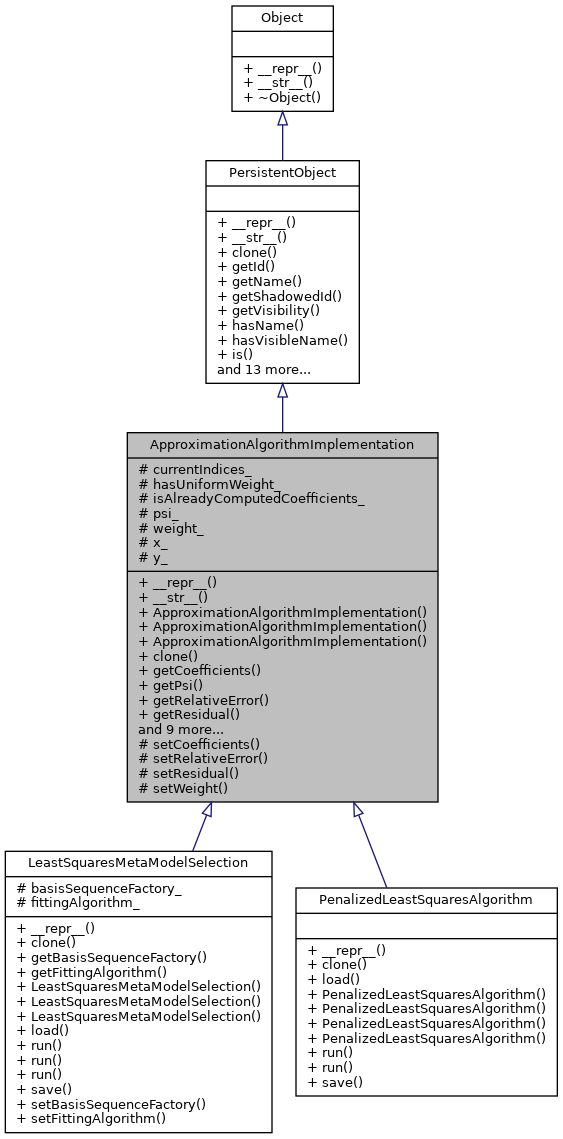 Object
+ __repr__()
+ __str__()
+ ~Object()
PersistentObject
+ __repr__()
+ __str__()
+ clone()
+ getId()
+ getName()
+ getShadowedId()
+ getVisibility()
+ hasName()
+ hasVisibleName()
+ is()
and 13 more...
ApproximationAlgorithmImplementation
# currentIndices_
# hasUniformWeight_
# isAlreadyComputedCoefficients_
# psi_
# weight_
# x_
# y_
+ __repr__()
+ __str__()
+ ApproximationAlgorithmImplementation()
+ ApproximationAlgorithmImplementation()
+ ApproximationAlgorithmImplementation()
+ clone()
+ getCoefficients()
+ getPsi()
+ getRelativeError()
+ getResidual()
and 9 more...
# setCoefficients()
# setRelativeError()
# setResidual()
# setWeight()
LeastSquaresMetaModelSelection
# basisSequenceFactory_
# fittingAlgorithm_
+ __repr__()
+ clone()
+ getBasisSequenceFactory()
+ getFittingAlgorithm()
+ LeastSquaresMetaModelSelection()
+ LeastSquaresMetaModelSelection()
+ LeastSquaresMetaModelSelection()
+ load()
+ run()
+ run()
+ run()
+ save()
+ setBasisSequenceFactory()
+ setFittingAlgorithm()
PenalizedLeastSquaresAlgorithm
+ __repr__()
+ clone()
+ load()
+ PenalizedLeastSquaresAlgorithm()
+ PenalizedLeastSquaresAlgorithm()
+ PenalizedLeastSquaresAlgorithm()
+ PenalizedLeastSquaresAlgorithm()
+ run()
+ run()
+ save()